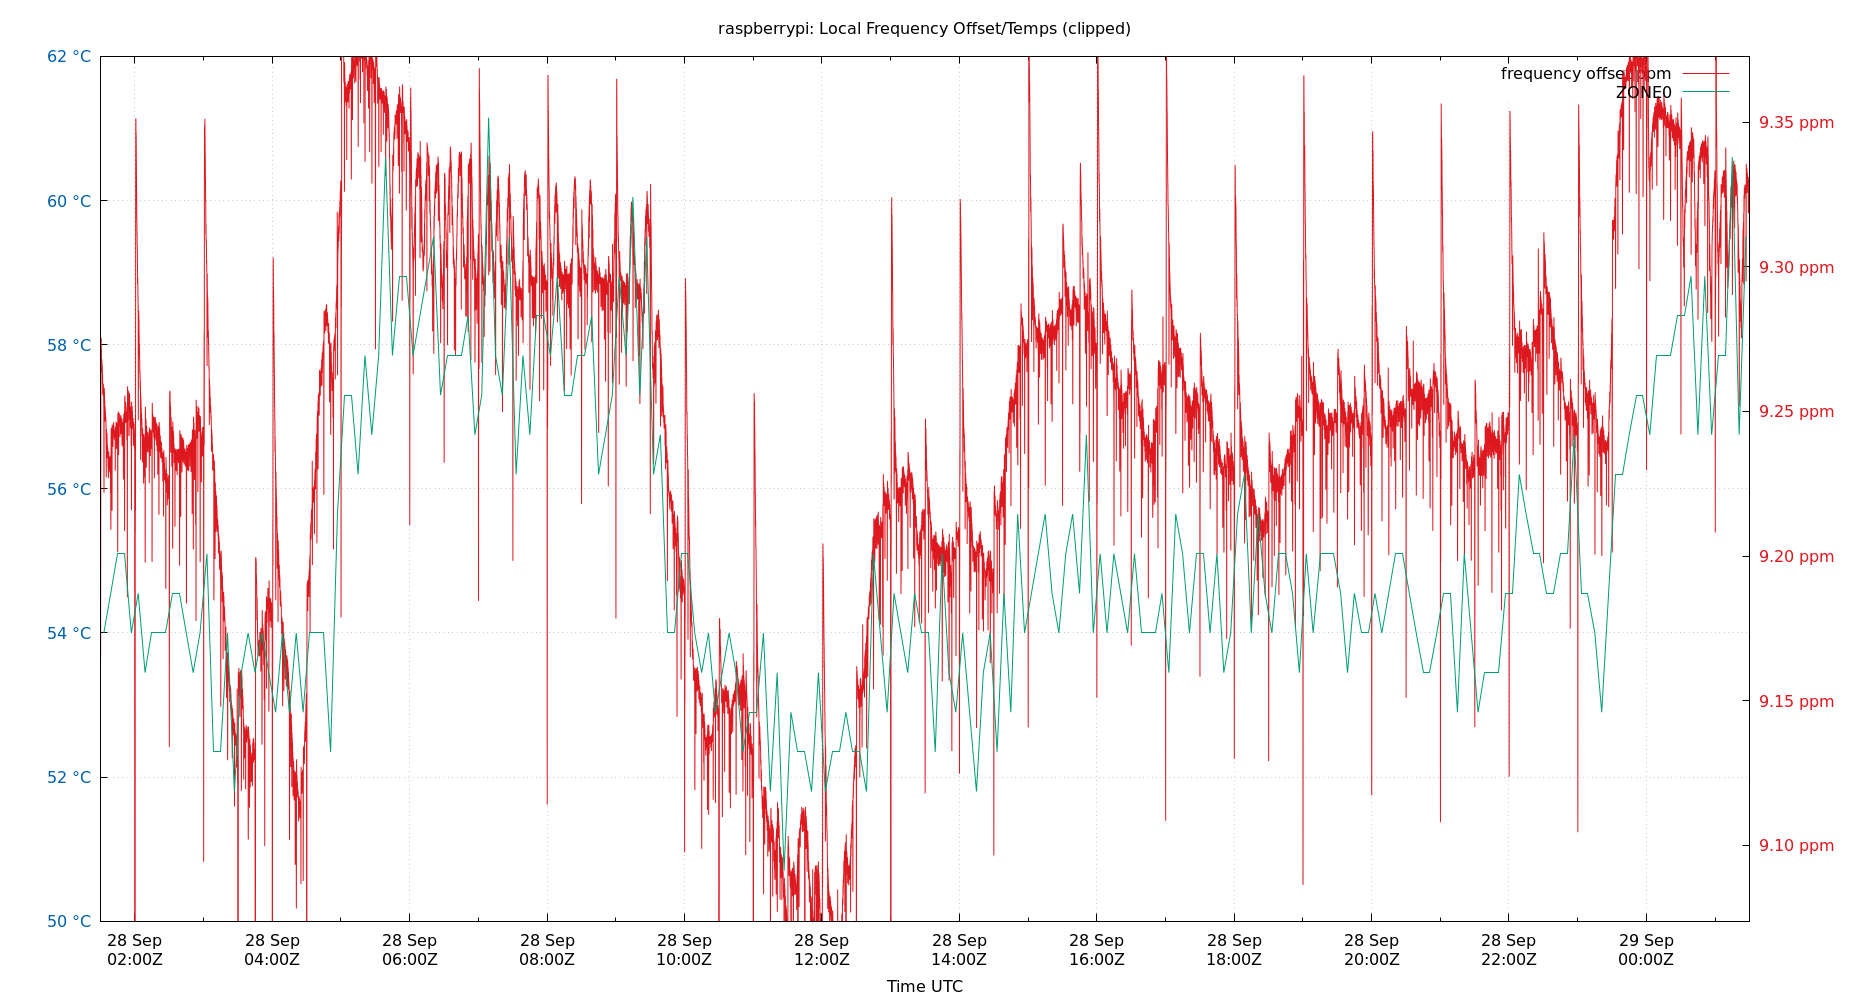 raspberrypi: Local Frequency Offset/Temps (clipped)
frequency offset ppm
ZONE0
62 °C
60 °C
58 °C
56 °C
54 °C
52 °C
50 °C
9.35 ppm
9.30 ppm
9.25 ppm
9.20 ppm
9.15 ppm
9.10 ppm
28 Sep 28 Sep 28 Sep 28 Sep 28 Sep 28 Sep 28 Sep 28 Sep 28 Sep 28 Sep 28 Sep 29 Sep
02:00Z 04:00Z 06:00Z 08:00Z 10:00Z 12:00Z 14:00Z 16:00Z 18:00Z 20:00Z 22:00Z 00:00Z
Time UTC